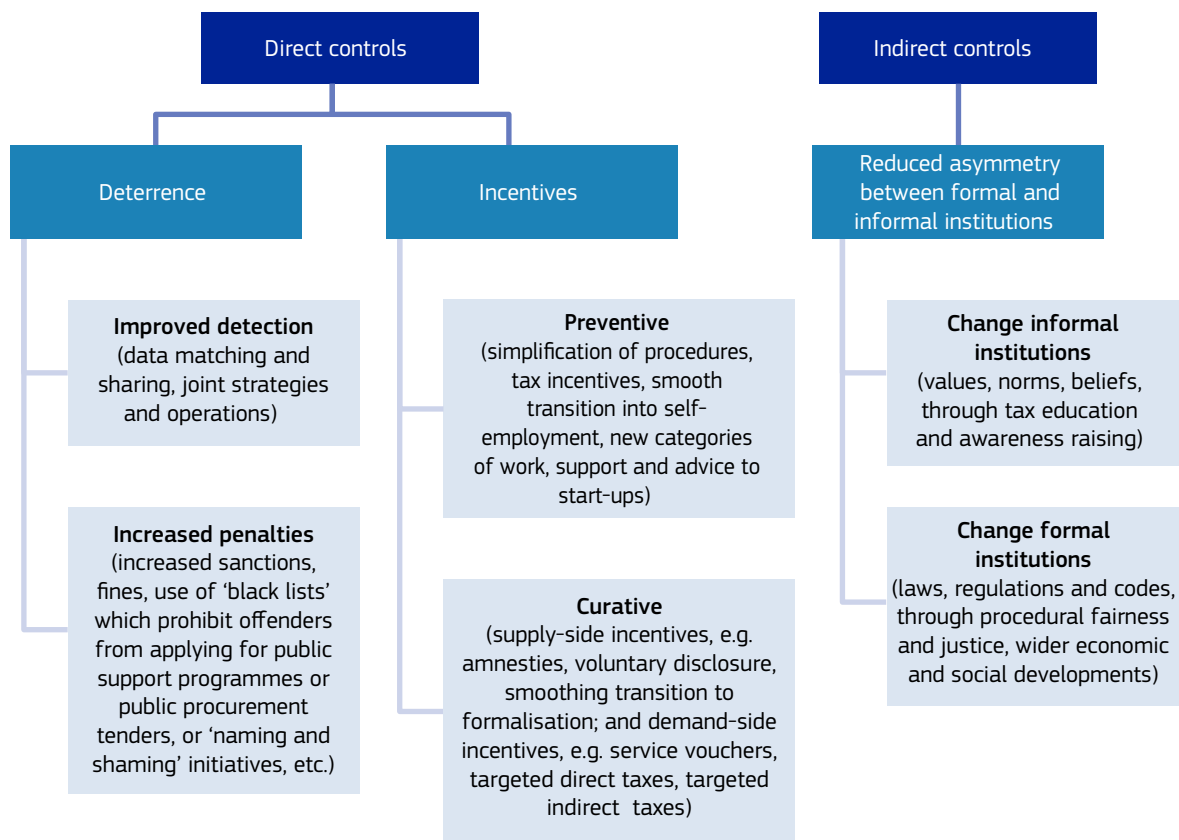 Direct controls
Indirect controls
Deterrence
Incentives
Reduced asymmetry
between formal and
informal institutions
Improved detection
(data matching and
sharing, joint strategies
and operations)
Increased penalties
(increased sanctions,
fines, use of ‘black lists’
which prohibit offenders
from applying for public
support programmes or
public procurement
tenders, or ‘naming and
shaming’ initiatives, etc.)
Preventive
(simplification of procedures,
tax incentives, smooth
transition into self-
employment, new categories
of work, support and advice to
start-ups)
Curative
(supply-side incentives, e.g.
amnesties, voluntary disclosure,
smoothing transition to
formalisation; and demand-side
incentives, e.g. service vouchers,
targeted direct taxes, targeted
indirect taxes)
Change informal
institutions
(values, norms, beliefs,
through tax education
and awareness raising)
Change formal
institutions
(laws, regulations and codes,
through procedural fairness
and justice, wider economic
and social developments)